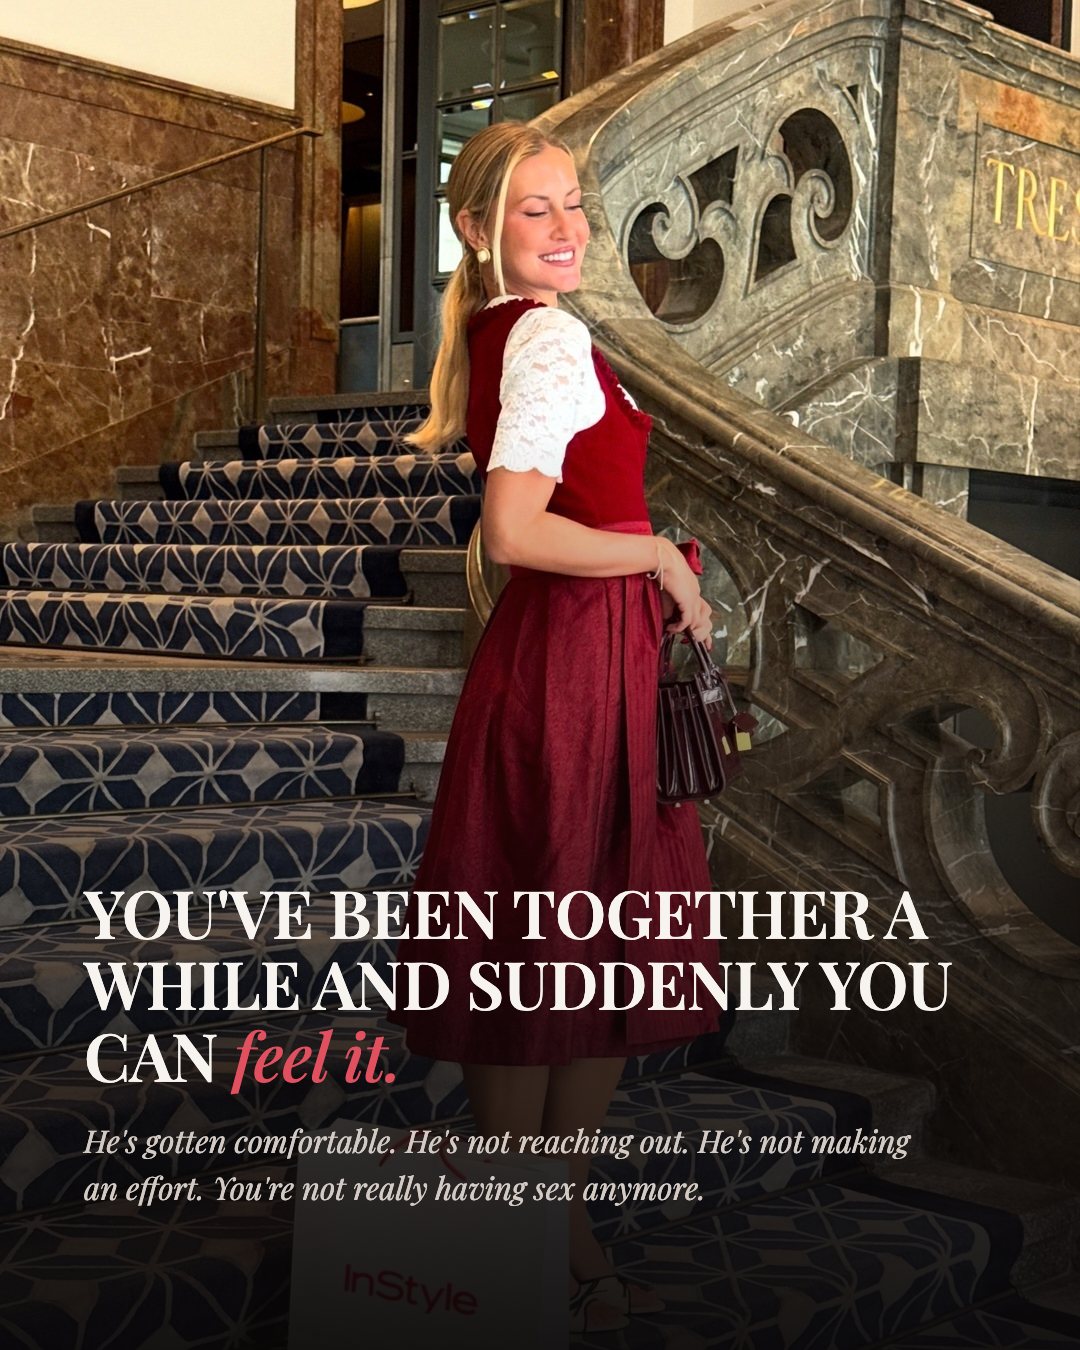 TRES
YOU'VE BEEN TOGETHER A
WHILE AND SUDDENLY YOU
CAN feel it.
He's gotten comfortable. He's not reaching out. He's not making
an effort. You're not really having sex anymore.
InStyle